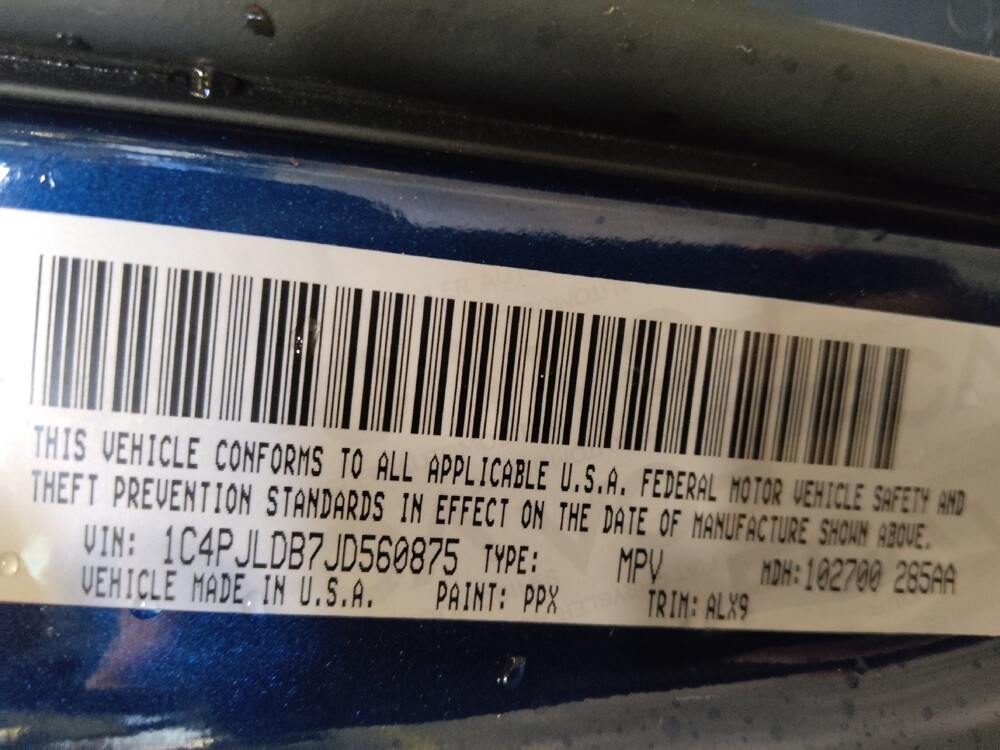 THIS VEHICLE CONFORMS TO ALL APPLICABLE U.S.A. FEDERAL MOTOR VEHICLE SAFETY AND
THEFT PREVENTION STANDARDS IN EFFECT ON THE DATE OF MANUFACTURE SHOWN ABOVE.
VIN: 1C4PJLDB7JD560875 TYPE: MPV MDH:102700 285AA
VEHICLE MADE IN U.S.A. PAINT: PPX TRIM: ALX9